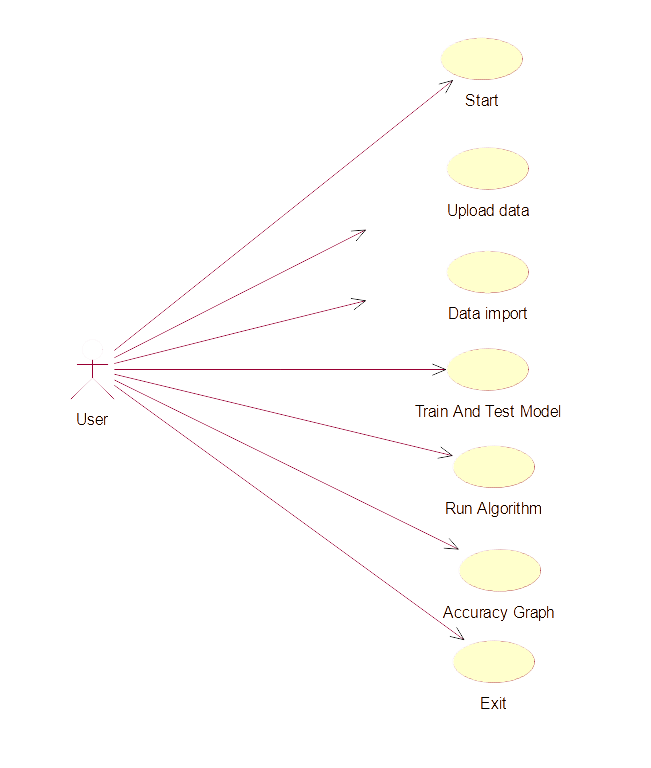 Start
Upload data
Data import
User
Train And Test Model
Run Algorithm
Accuracy Graph
Exit